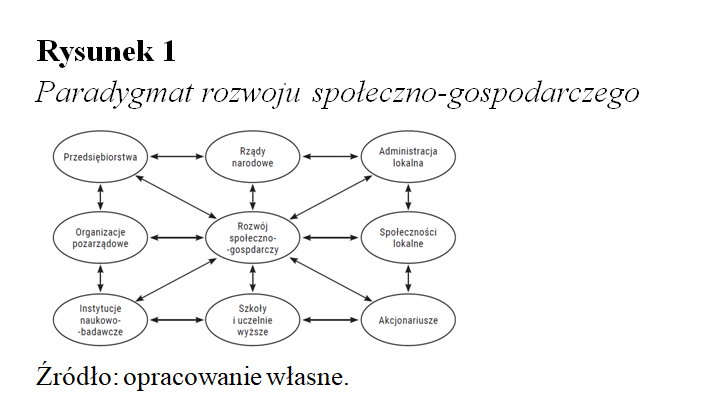 Rysunek 1
Paradygmat rozwoju społeczno-gospodarczego
Przedsiębiorstwa
Rządy
narodowe
Administracja
lokalna
Organizacje
pozarządowe
Rozwój
społeczno-
-gospdarczy
Społeczności
lokalne
Instytucje
naukowo-
-badawcze
Szkoły
i uczelnie
wyższe
Akcjonariusze
Źródło: opracowanie własne.